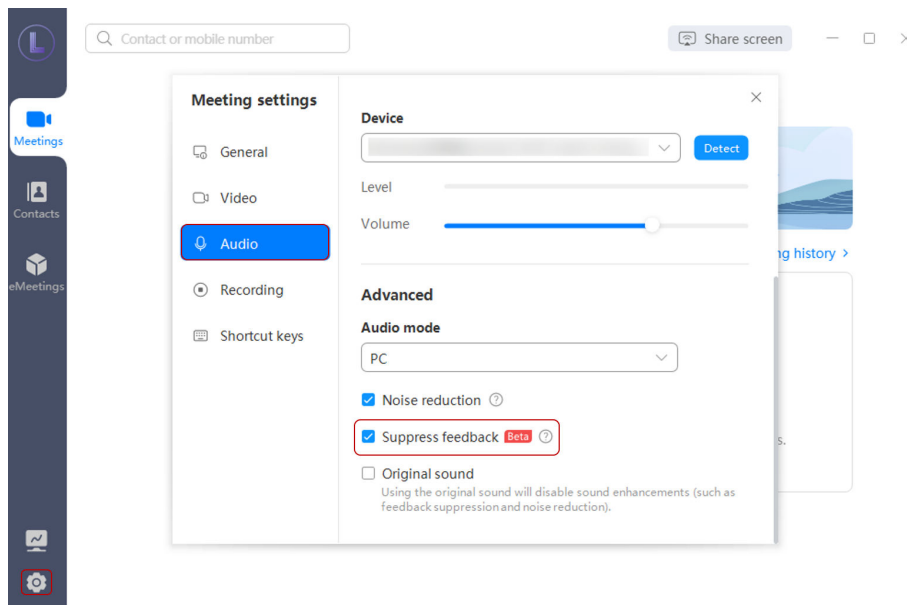 L
Contact or mobile number
Share screen
Meetings
Contacts
eMeetings
Meeting settings
General
Video
Audio
Recording
Shortcut keys
Device
Detect
Level
Volume
Advanced
Audio mode
PC
Noise reduction ?
Suppress feedback Beta ?
Original sound
Using the original sound will disable sound enhancements (such as
feedback suppression and noise reduction).
history >
s.